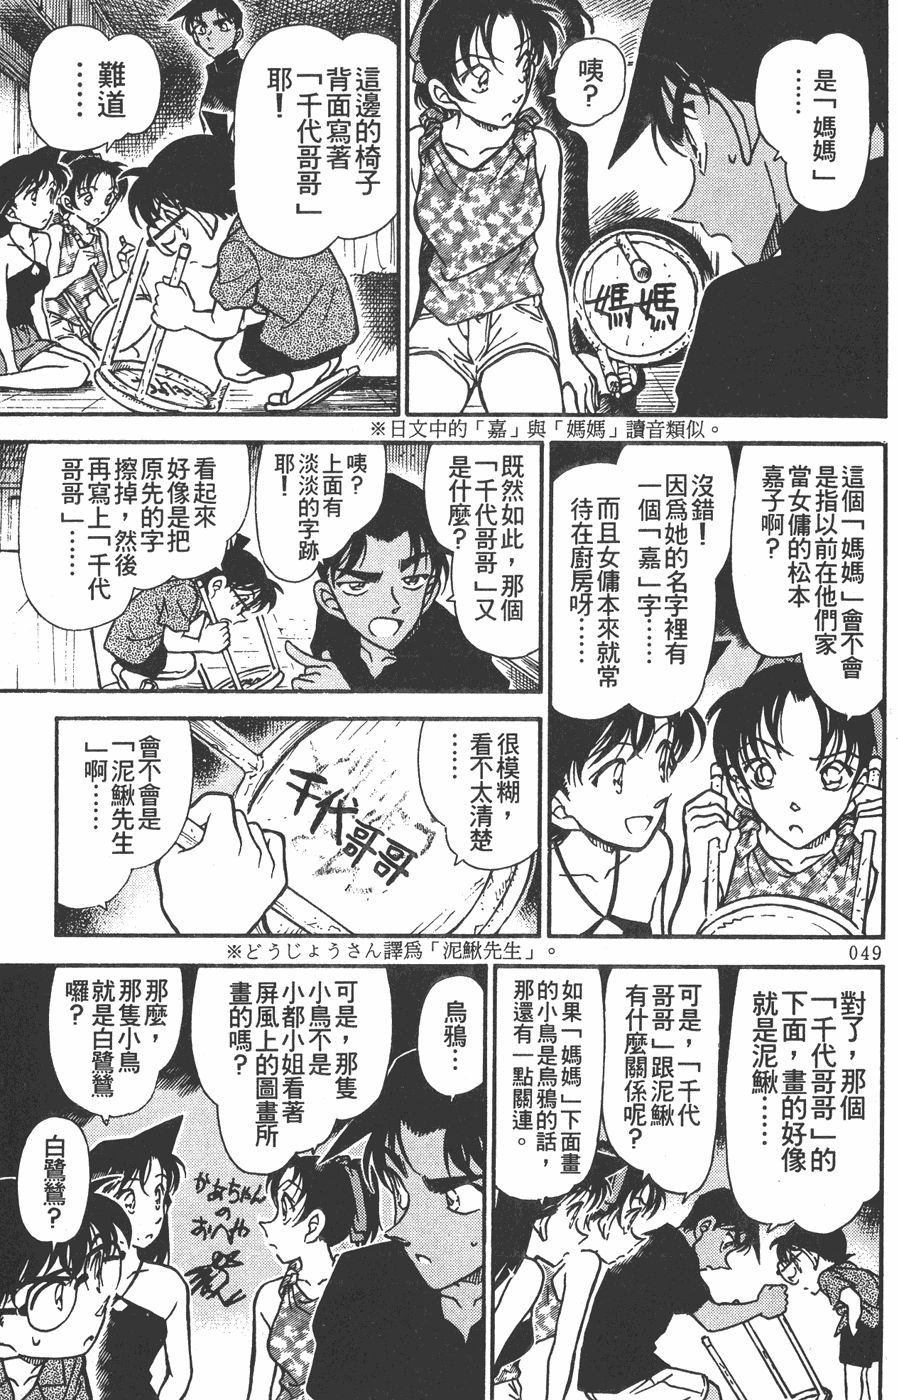 是「媽媽」
……
咦？
媽媽
這邊的椅子
背面寫著
「千代哥哥」
耶！
難道
……
※日文中的「嘉」與「媽媽」讀音類似。
這個「媽媽」會不會
是指以前在他們家
當女傭的松本
嘉子啊？
沒錯！
因為她的名字裡有
一個「嘉」字……
而且女傭本來就常
待在廚房呀……
既然如此，那個
「千代哥哥」又
是什麼？
咦？
上面有
淡淡的字跡
耶！
看起來
好像是把
原先的字
擦掉，然後
再寫上「千代
哥哥」……
很模糊，
看不太清楚
……
千代哥哥
會不會是
「泥鰍先生
」啊……
※どうじょうさん譯為「泥鰍先生」。
049
對了，那個
「千代哥哥」的
下面，畫的好像
就是泥鰍……
可是，「千代
哥哥」跟泥鰍
有什麼關係呢？
如果「媽媽」下面畫
的小鳥是烏鴉的話，
那還有一點關連。
烏鴉…
可是，那隻
小鳥不是
小都小姐看著
屏風上的圖畫所
畫的嗎？
那麼，
那隻小鳥
就是白鷺鷥
囉？
かあちゃん
の
おへや
白鷺鷥？